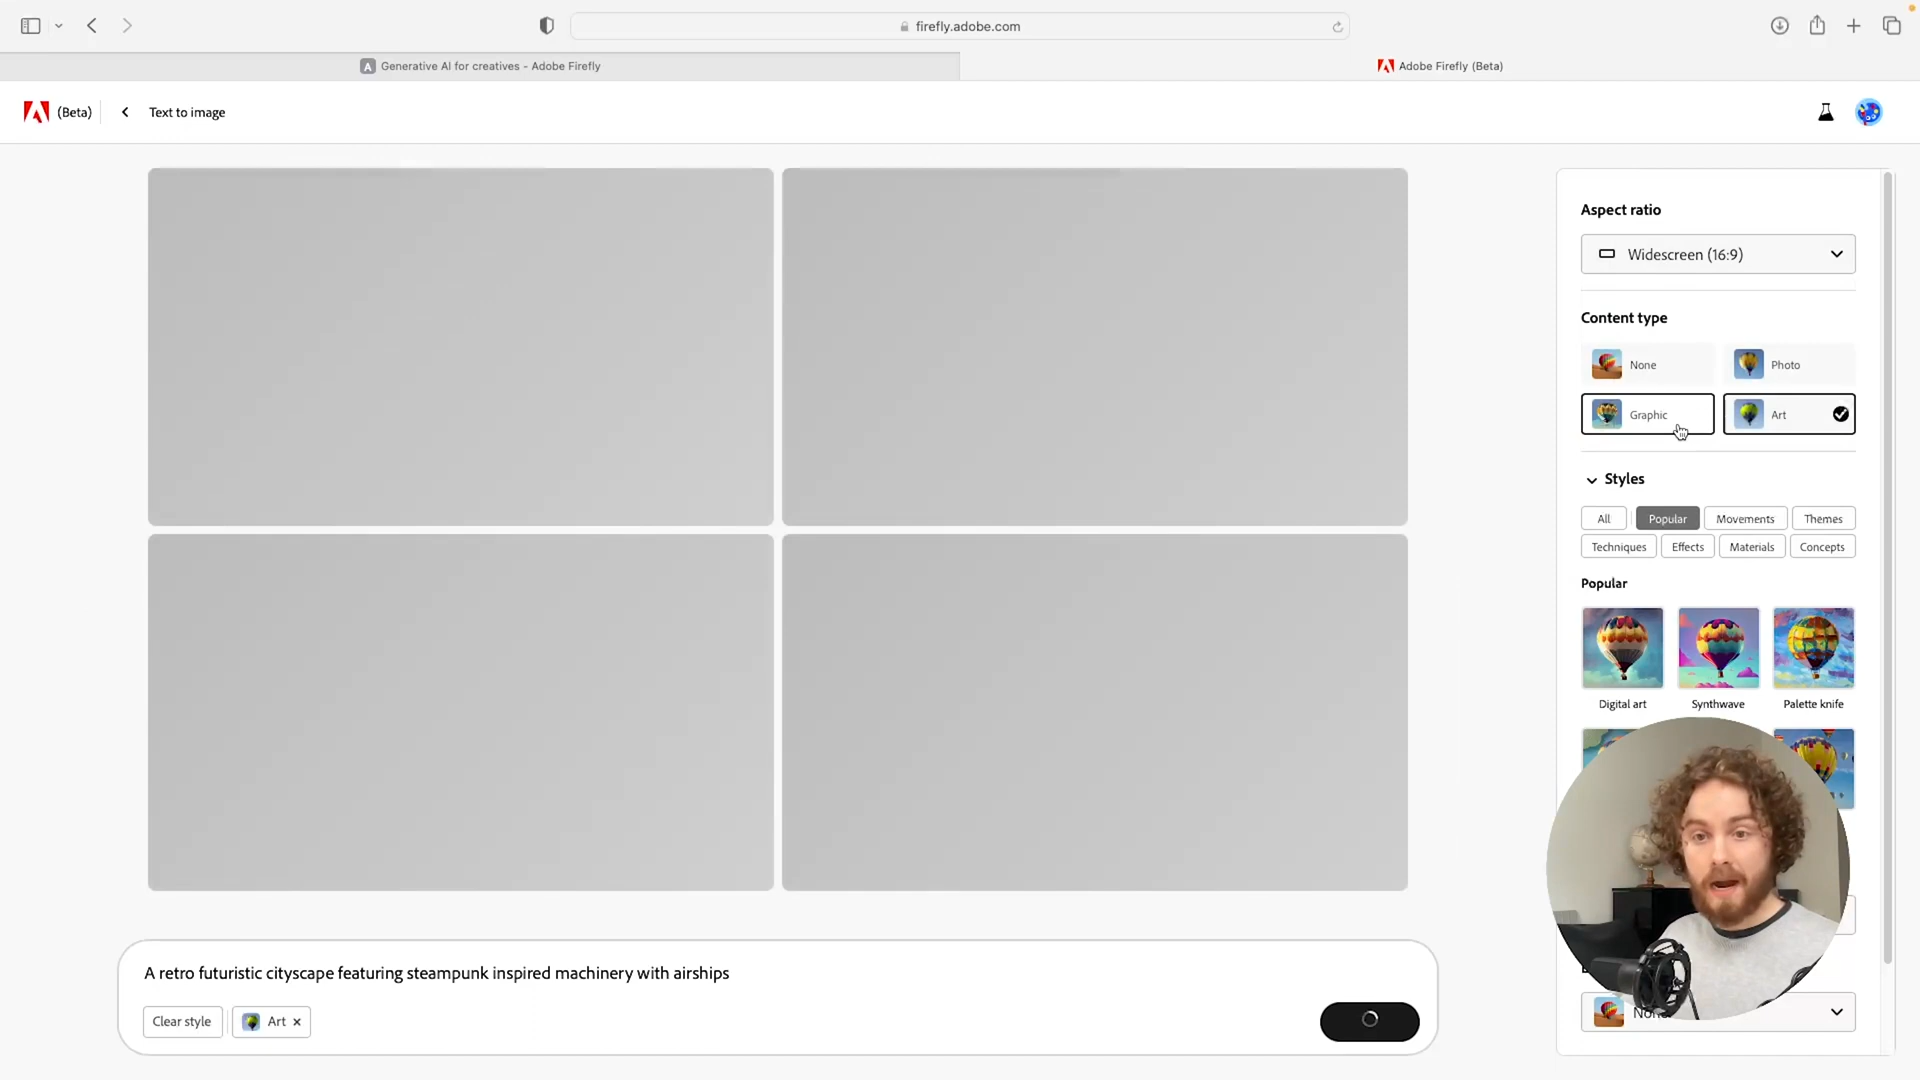 firefly.adobe.com
Generative AI for creatives - Adobe Firefly
Adobe Firefly (Beta)
(Beta)
Text to image
Aspect ratio
Widescreen (16:9)
Content type
None
Photo
Graphic
Art
Styles
All
Popular
Movements
Themes
Techniques
Effects
Materials
Concepts
Popular
Digital art
Synthwave
Palette knife
A retro futuristic cityscape featuring steampunk inspired machinery with airships
Clear style
Art
None